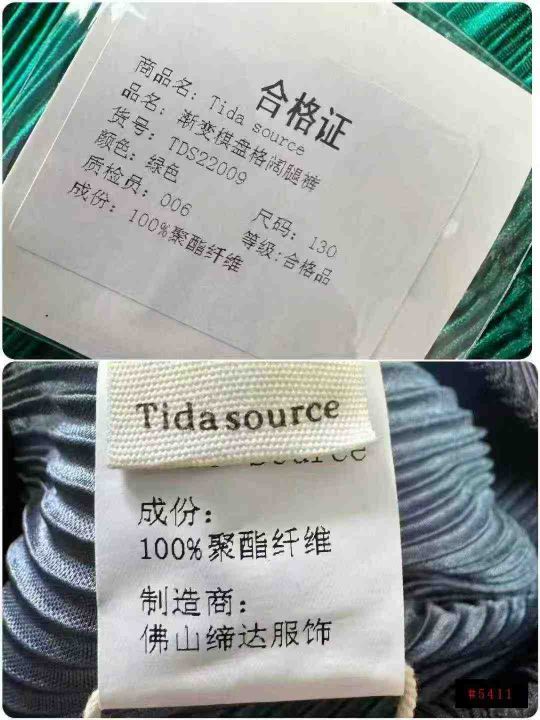 合格证
商品名: Tida source
品名: 渐变棋盘格阔腿裤
货号: TDS22009
颜色: 绿色
尺码: 130
质检员: 006
等级:合格品
成份: 100%聚酯纤维
Tida source
成份:
100%聚酯纤维
制造商:
佛山缔达服饰
#5411